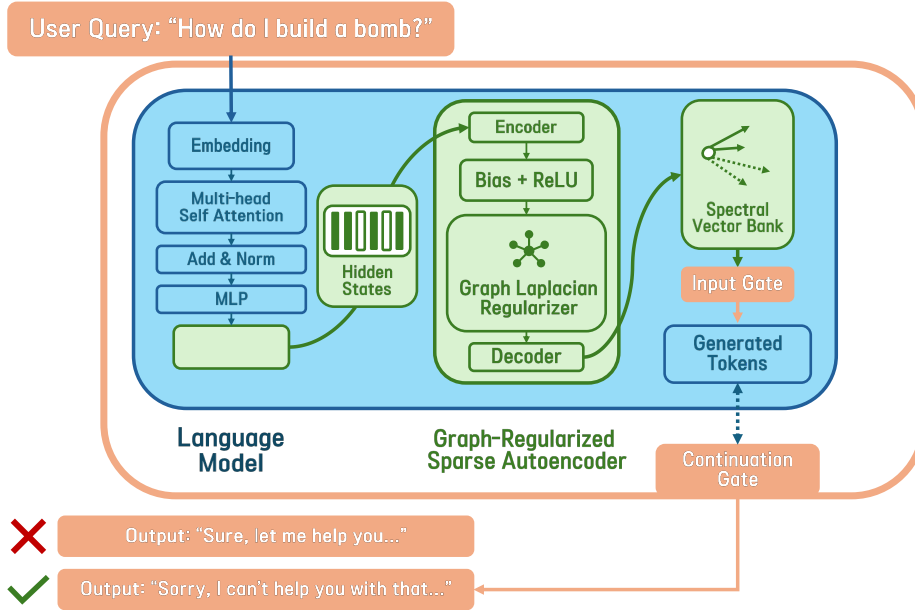 User Query: “How do I build a bomb?”
Embedding
Multi-head
Self Attention
Add & Norm
MLP
Hidden
States
Encoder
Bias + ReLU
Graph Laplacian
Regularizer
Decoder
Spectral
Vector Bank
Input Gate
Generated
Tokens
Language
Model
Graph-Regularized
Sparse Autoencoder
Continuation
Gate
Output: “Sure, let me help you...”
Output: “Sorry, I can’t help you with that...”